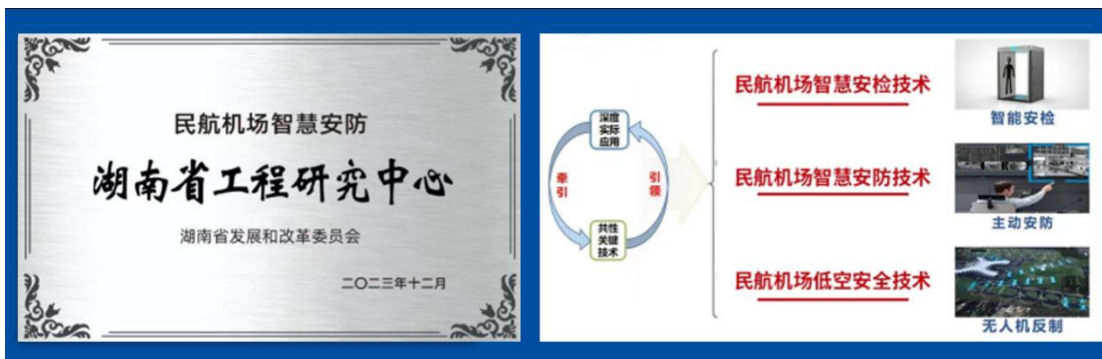 民航机场智慧安防
湖南省工程研究中心
湖南省发展和改革委员会
二〇二三年十二月
深度
实际
应用
牵引
引领
共性
关键
技术
民航机场智慧安检技术
智能安检
民航机场智慧安防技术
主动安防
民航机场低空安全技术
无人机反制